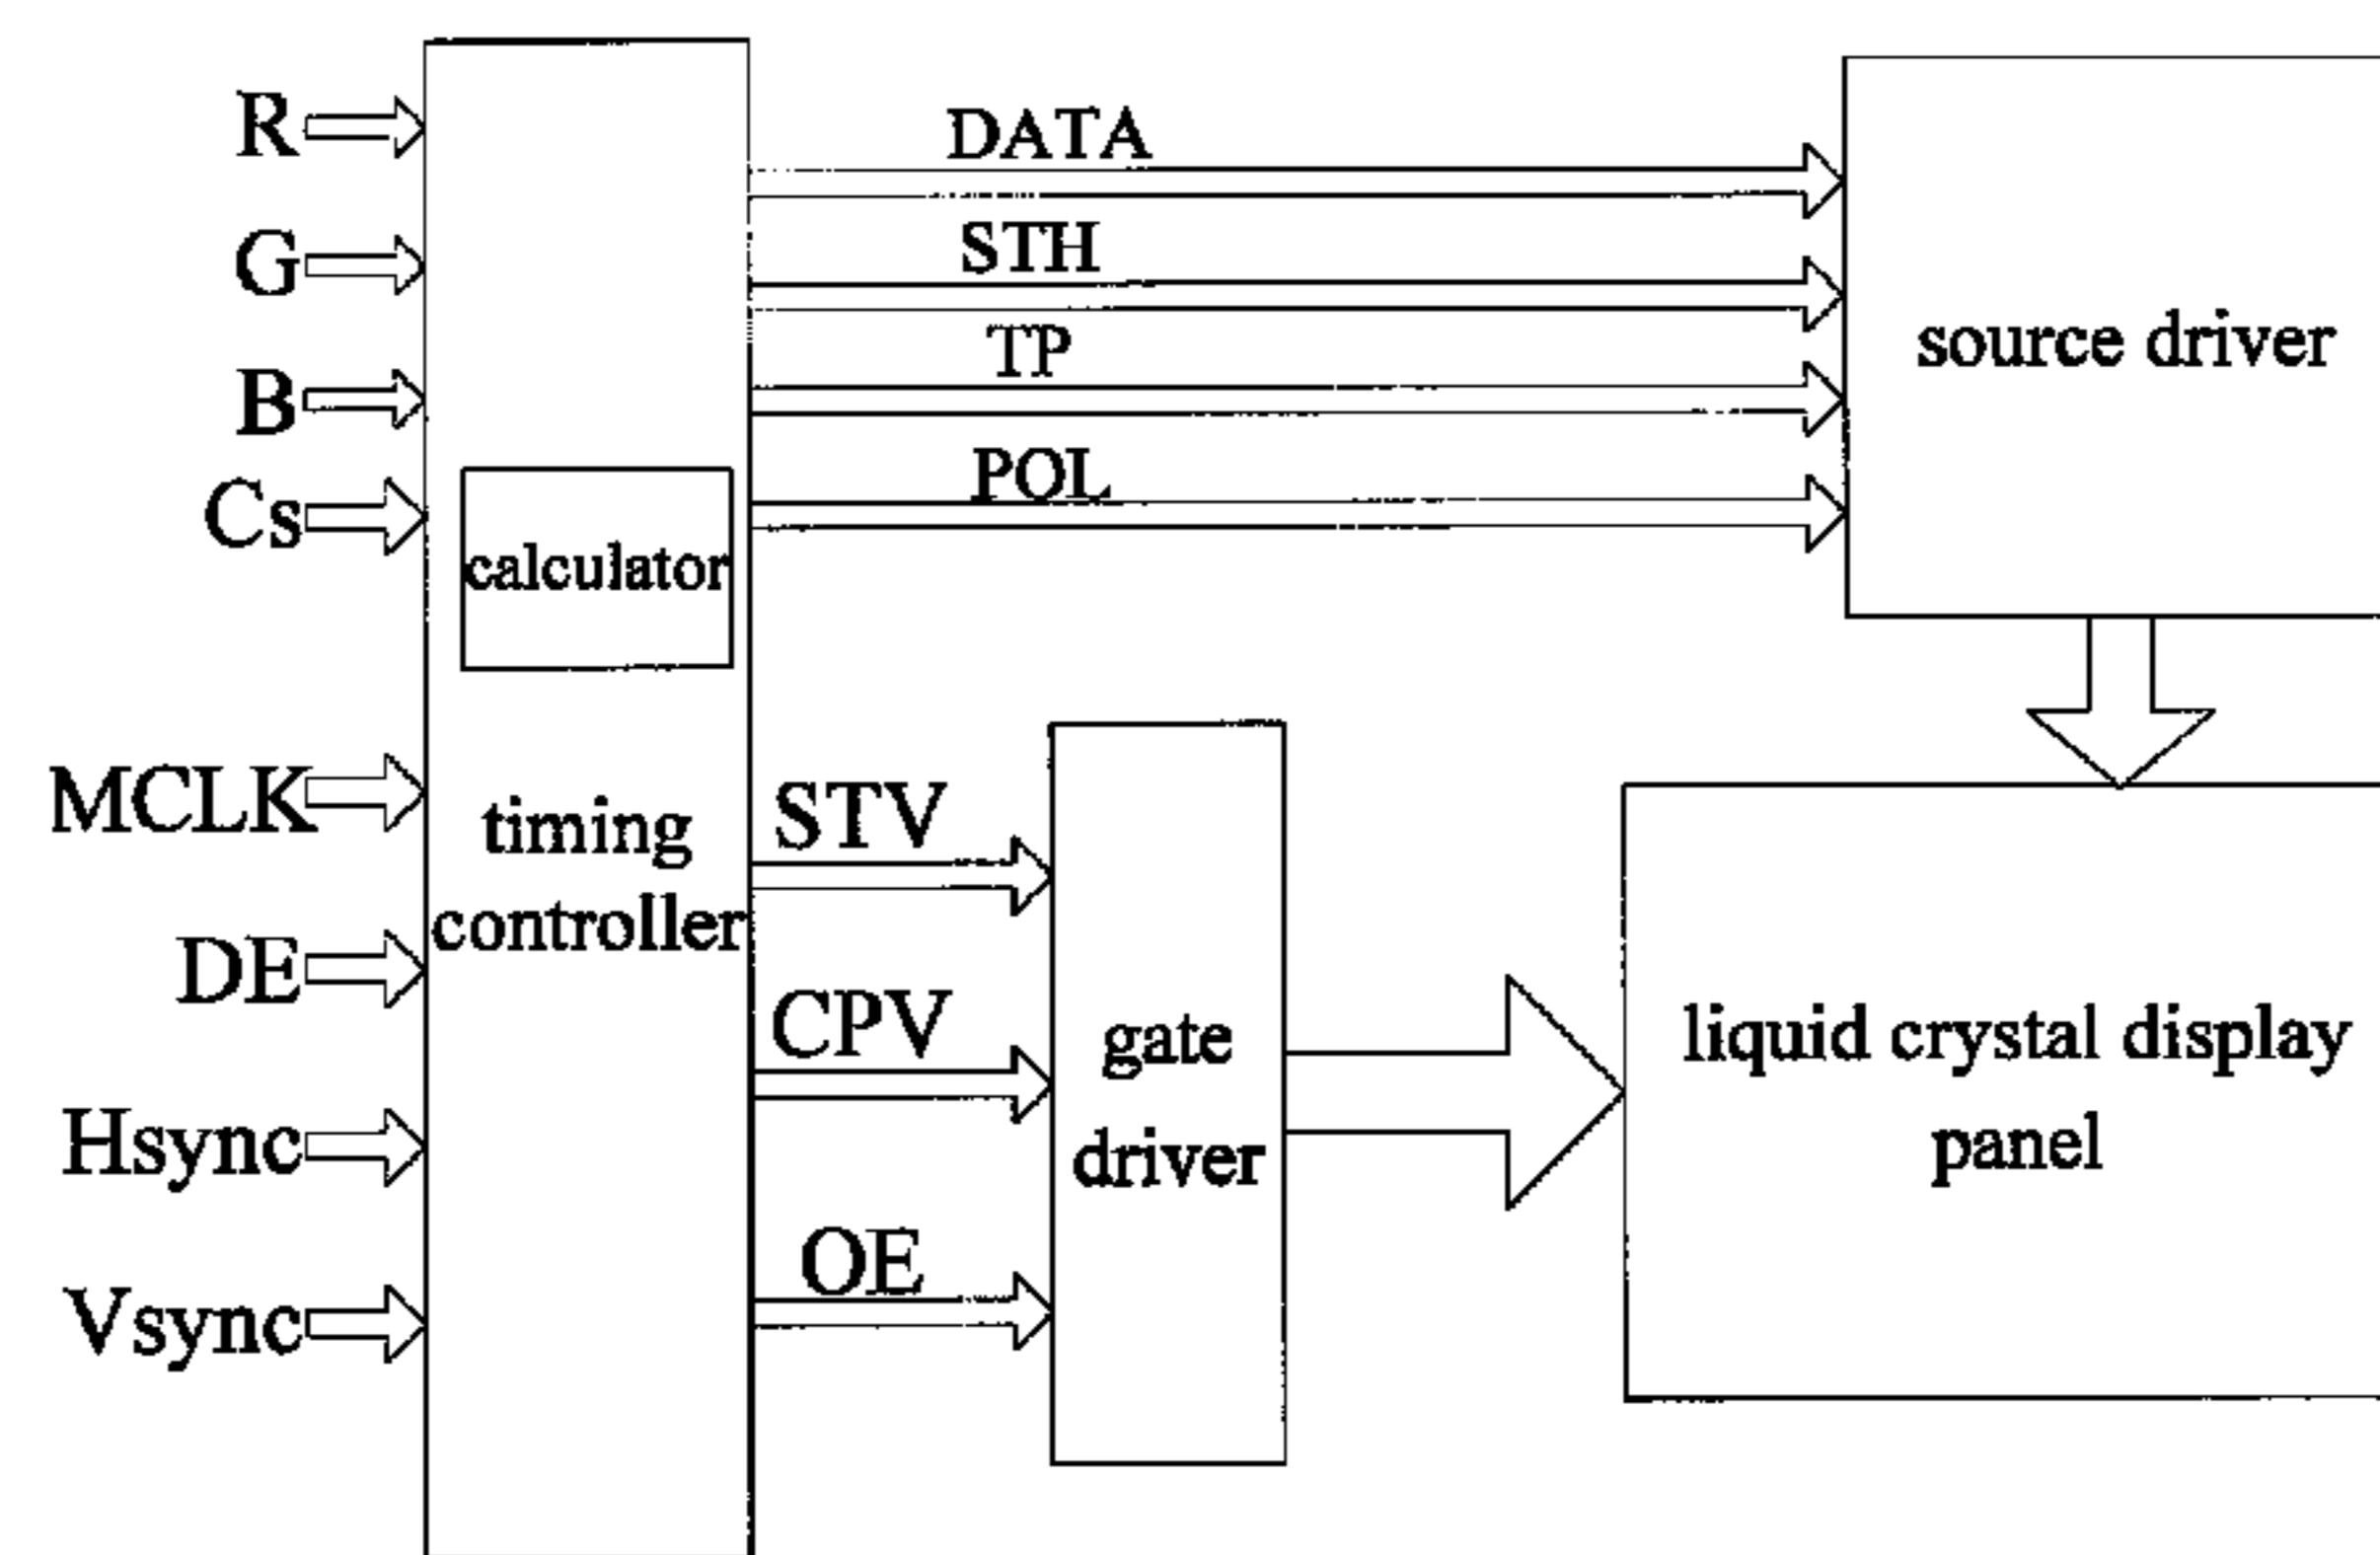 R
G
B
Cs
MCLK
DE
Hsync
Vsync
calculator
timing
controller
DATA
STH
TP
POL
STV
CPV
OE
gate
driver
source driver
liquid crystal display
panel